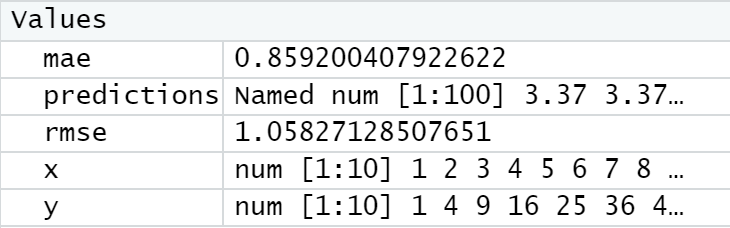 Values
mae 0.859200407922622
predictions Named num [1:100] 3.37 3.37…
rmse 1.05827128507651
x num [1:10] 1 2 3 4 5 6 7 8 …
y num [1:10] 1 4 9 16 25 36 4…